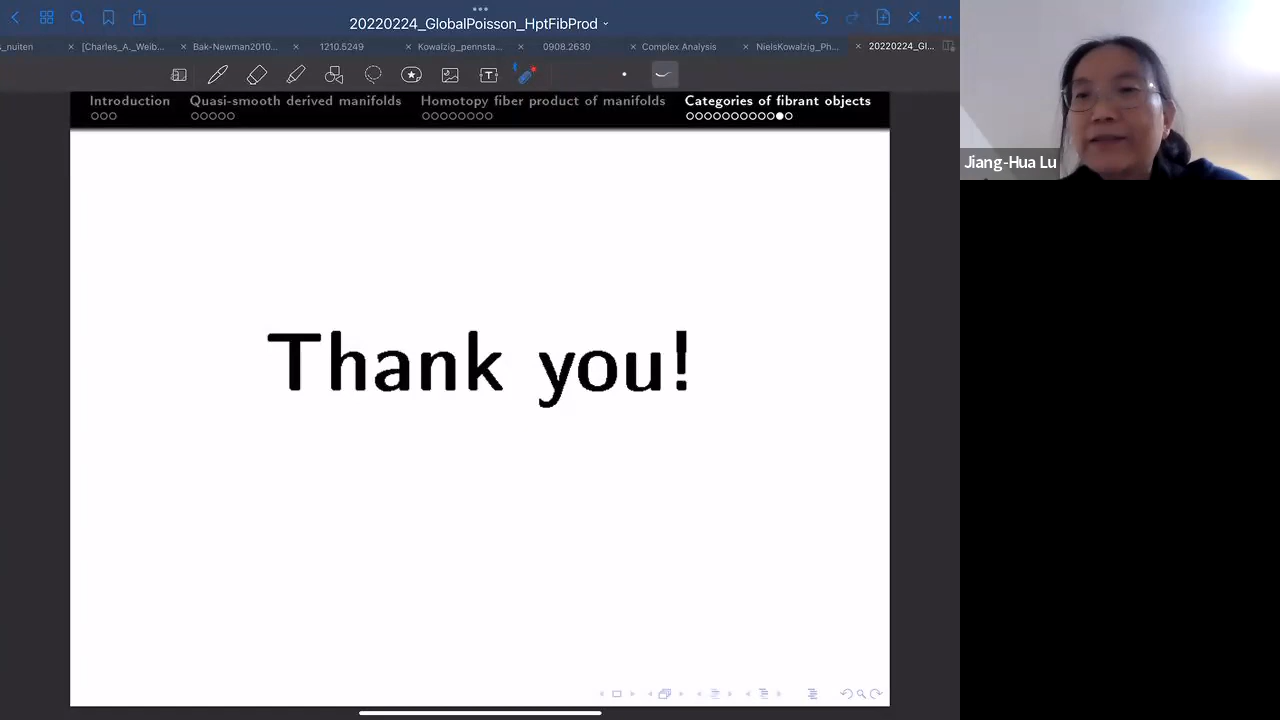 20220224_GlobalPoisson_HptFibProd
_nuiten
[Charles_A._Weib...
Bak-Newman2010...
1210.5249
Kowalzig_pennsta...
0908.2630
Complex Analysis
NielsKowalzig_Ph...
20220224_Gl...
Introduction
Quasi-smooth derived manifolds
Homotopy fiber product of manifolds
Categories of fibrant objects
Thank you!
Jiang-Hua Lu